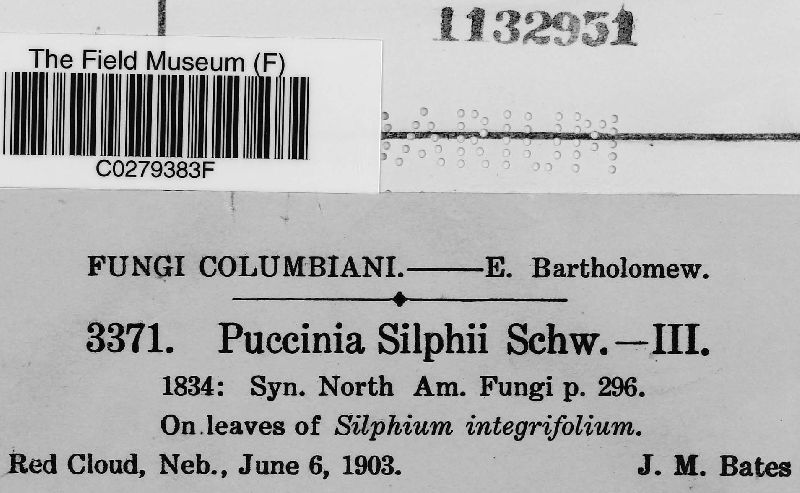 1132951
The Field Museum (F)
C0279383F
FUNGI COLUMBIANI.——E. Bartholomew.
3371. Puccinia Silphii Schw.—III.
1834: Syn. North Am. Fungi p. 296.
On leaves of Silphium integrifolium.
Red Cloud, Neb., June 6, 1903. J. M. Bates